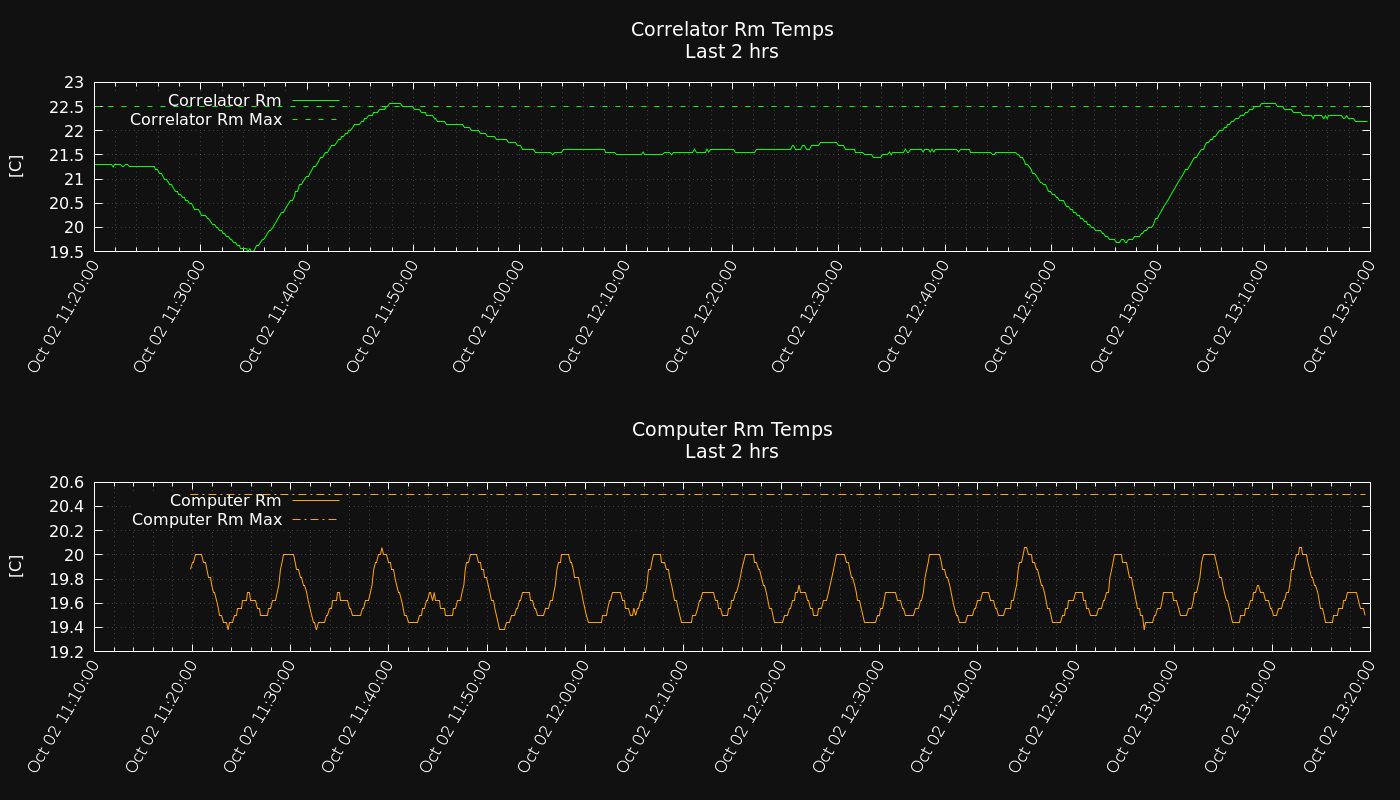 Correlator Rm Temps
Last 2 hrs
[C]
23
22.5
22
21.5
21
20.5
20
19.5
Correlator Rm
Correlator Rm Max
Oct 02 11:20:00
Oct 02 11:30:00
Oct 02 11:40:00
Oct 02 11:50:00
Oct 02 12:00:00
Oct 02 12:10:00
Oct 02 12:20:00
Oct 02 12:30:00
Oct 02 12:40:00
Oct 02 12:50:00
Oct 02 13:00:00
Oct 02 13:10:00
Oct 02 13:20:00
Computer Rm Temps
Last 2 hrs
[C]
20.6
20.4
20.2
20
19.8
19.6
19.4
19.2
Computer Rm
Computer Rm Max
Oct 02 11:10:00
Oct 02 11:20:00
Oct 02 11:30:00
Oct 02 11:40:00
Oct 02 11:50:00
Oct 02 12:00:00
Oct 02 12:10:00
Oct 02 12:20:00
Oct 02 12:30:00
Oct 02 12:40:00
Oct 02 12:50:00
Oct 02 13:00:00
Oct 02 13:10:00
Oct 02 13:20:00